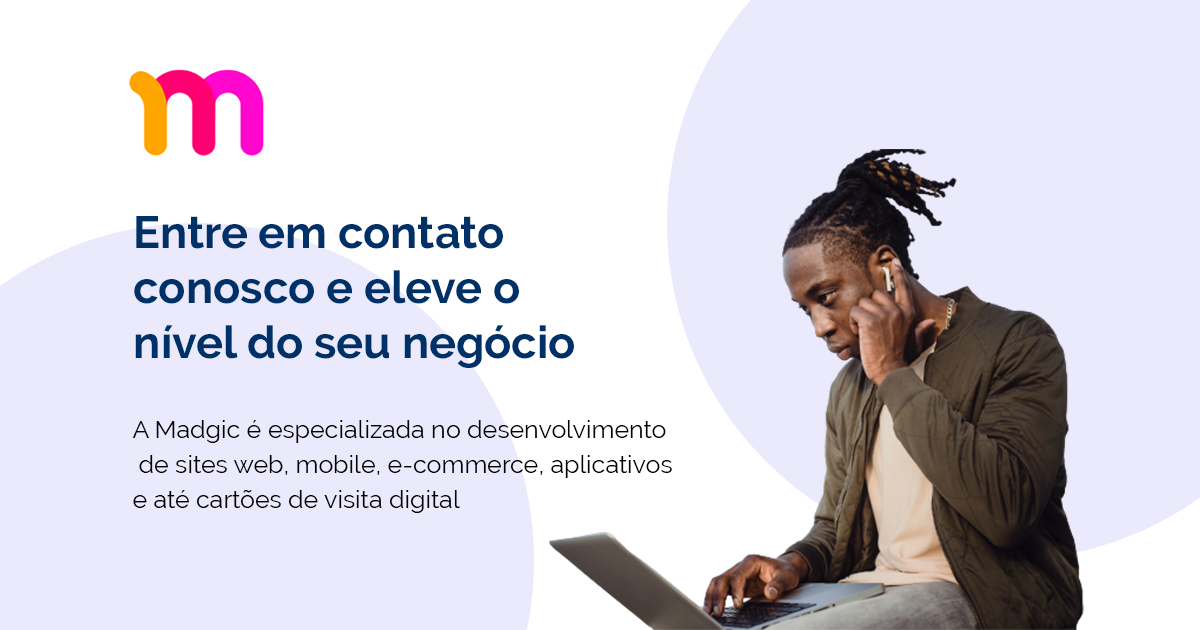 m
Entre em contato
conosco e eleve o
nível do seu negócio
A Madgic é especializada no desenvolvimento
de sites web, mobile, e-commerce, aplicativos
e até cartões de visita digital